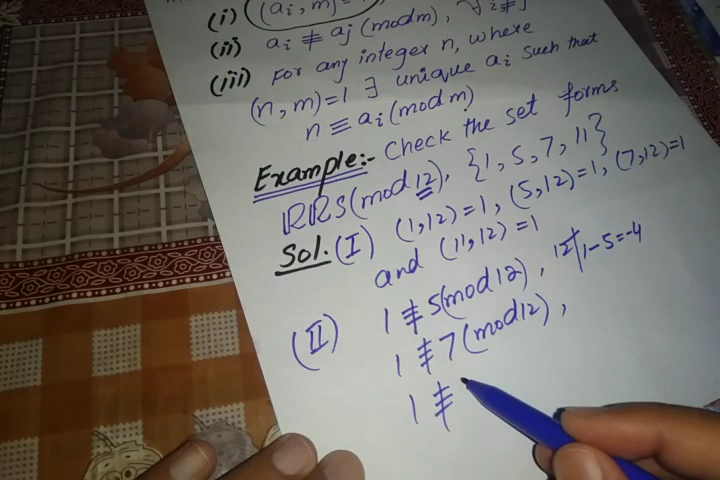 (i) (aᵢ, m) =
(ii) aᵢ ≢ aⱼ (mod m), ∀ i ≠ j
(iii) For any integer n, where
(n, m) = 1 ∃ unique aᵢ such that
n ≡ aᵢ (mod m)
Example:- Check the set forms
RRS (mod 12), {1, 5, 7, 11}
Sol. (I) (1, 12) = 1, (5, 12) = 1, (7, 12) = 1
and (11, 12) = 1
(II) 1 ≢ 5 (mod 12), 12 ∤ 1-5 = -4
1 ≢ 7 (mod 12),
1 ≢